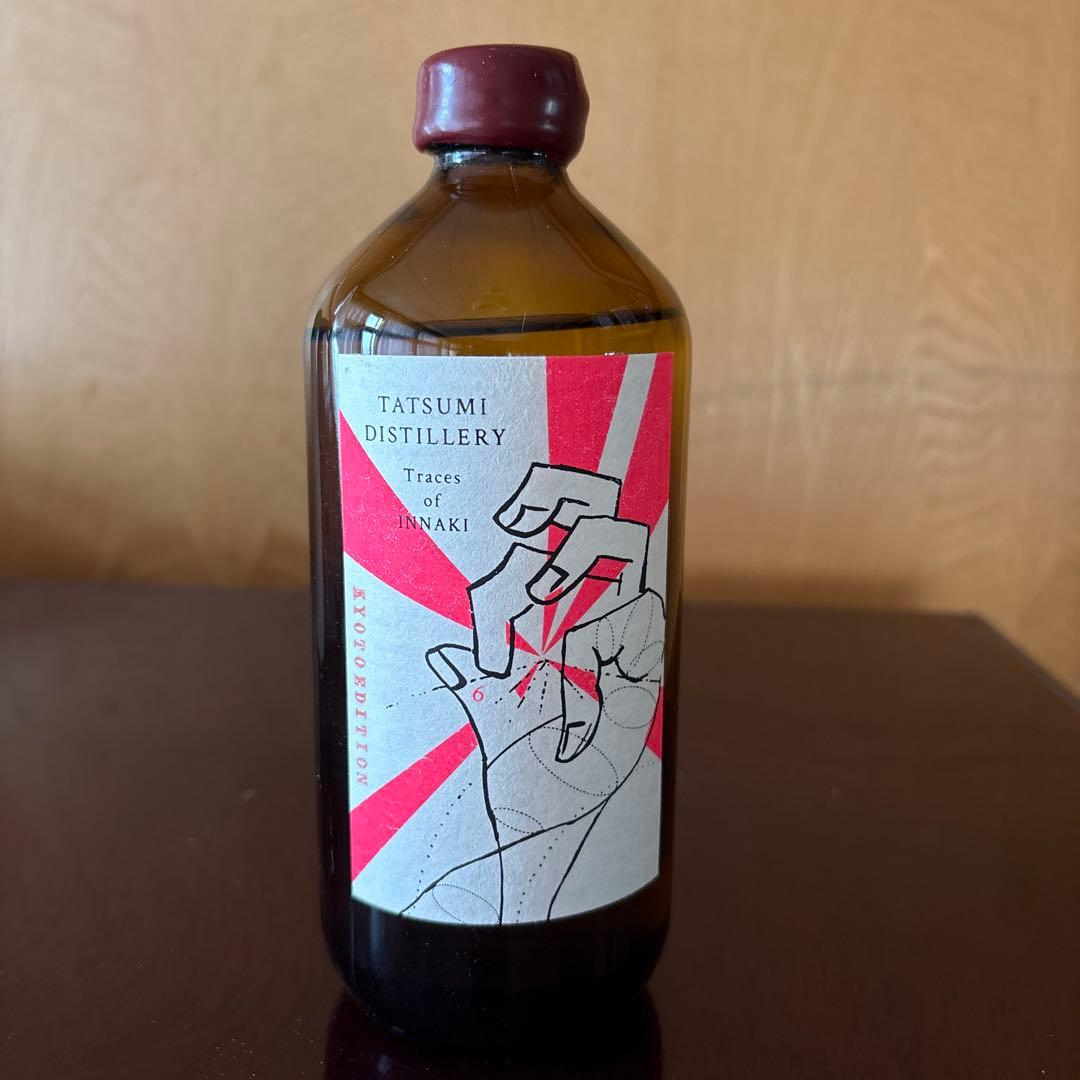 TATSUMI
DISTILLERY
Traces
of
INNAKI
KYOTOEDITION
6